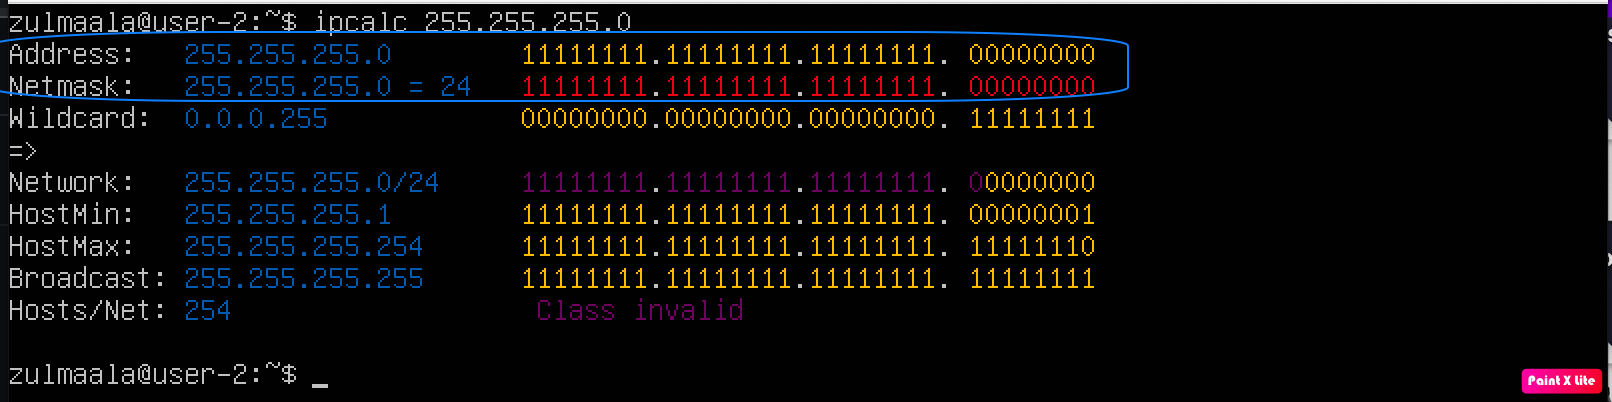 zulmaala@user-2:~$ ipcalc 255.255.255.0
Address:   255.255.255.0   11111111.11111111.11111111. 00000000
Netmask:   255.255.255.0 = 24   11111111.11111111.11111111. 00000000
Wildcard:  0.0.0.255   00000000.00000000.00000000. 11111111
=>
Network:   255.255.255.0/24   11111111.11111111.11111111. 00000000
HostMin:   255.255.255.1   11111111.11111111.11111111. 00000001
HostMax:   255.255.255.254   11111111.11111111.11111111. 11111110
Broadcast: 255.255.255.255   11111111.11111111.11111111. 11111111
Hosts/Net: 254   Class invalid
zulmaala@user-2:~$ _
Paint X Lite